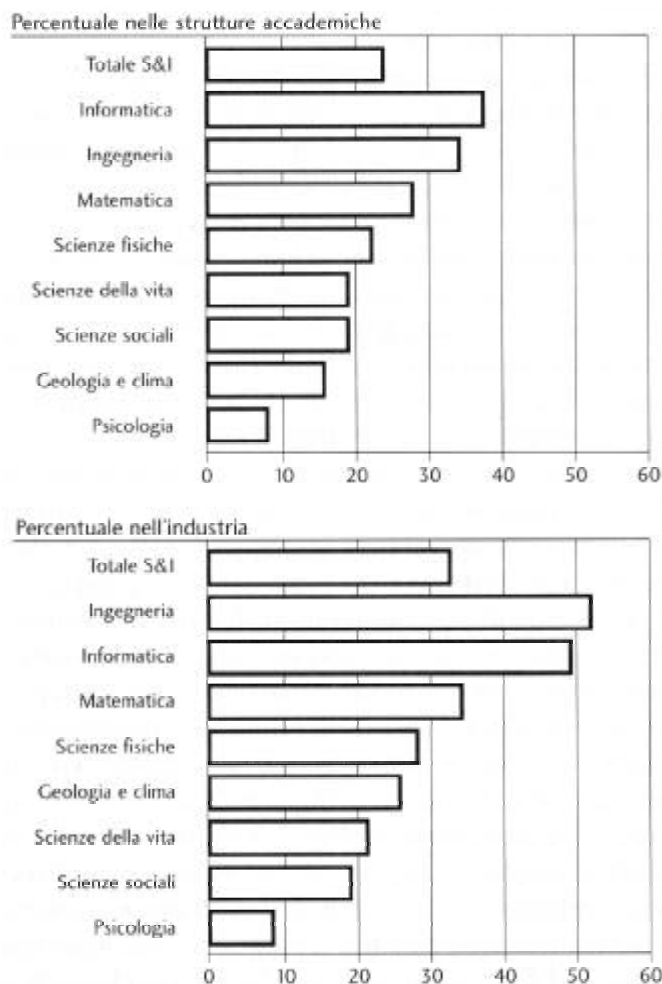 Percentuale nelle strutture accademiche
Totale S&I
Informatica
Ingegneria
Matematica
Scienze fisiche
Scienze della vita
Scienze sociali
Geologia e clima
Psicologia
0 10 20 30 40 50 60
Percentuale nell'industria
Totale S&I
Ingegneria
Informatica
Matematica
Scienze fisiche
Geologia e clima
Scienze della vita
Scienze sociali
Psicologia
0 10 20 30 40 50 60